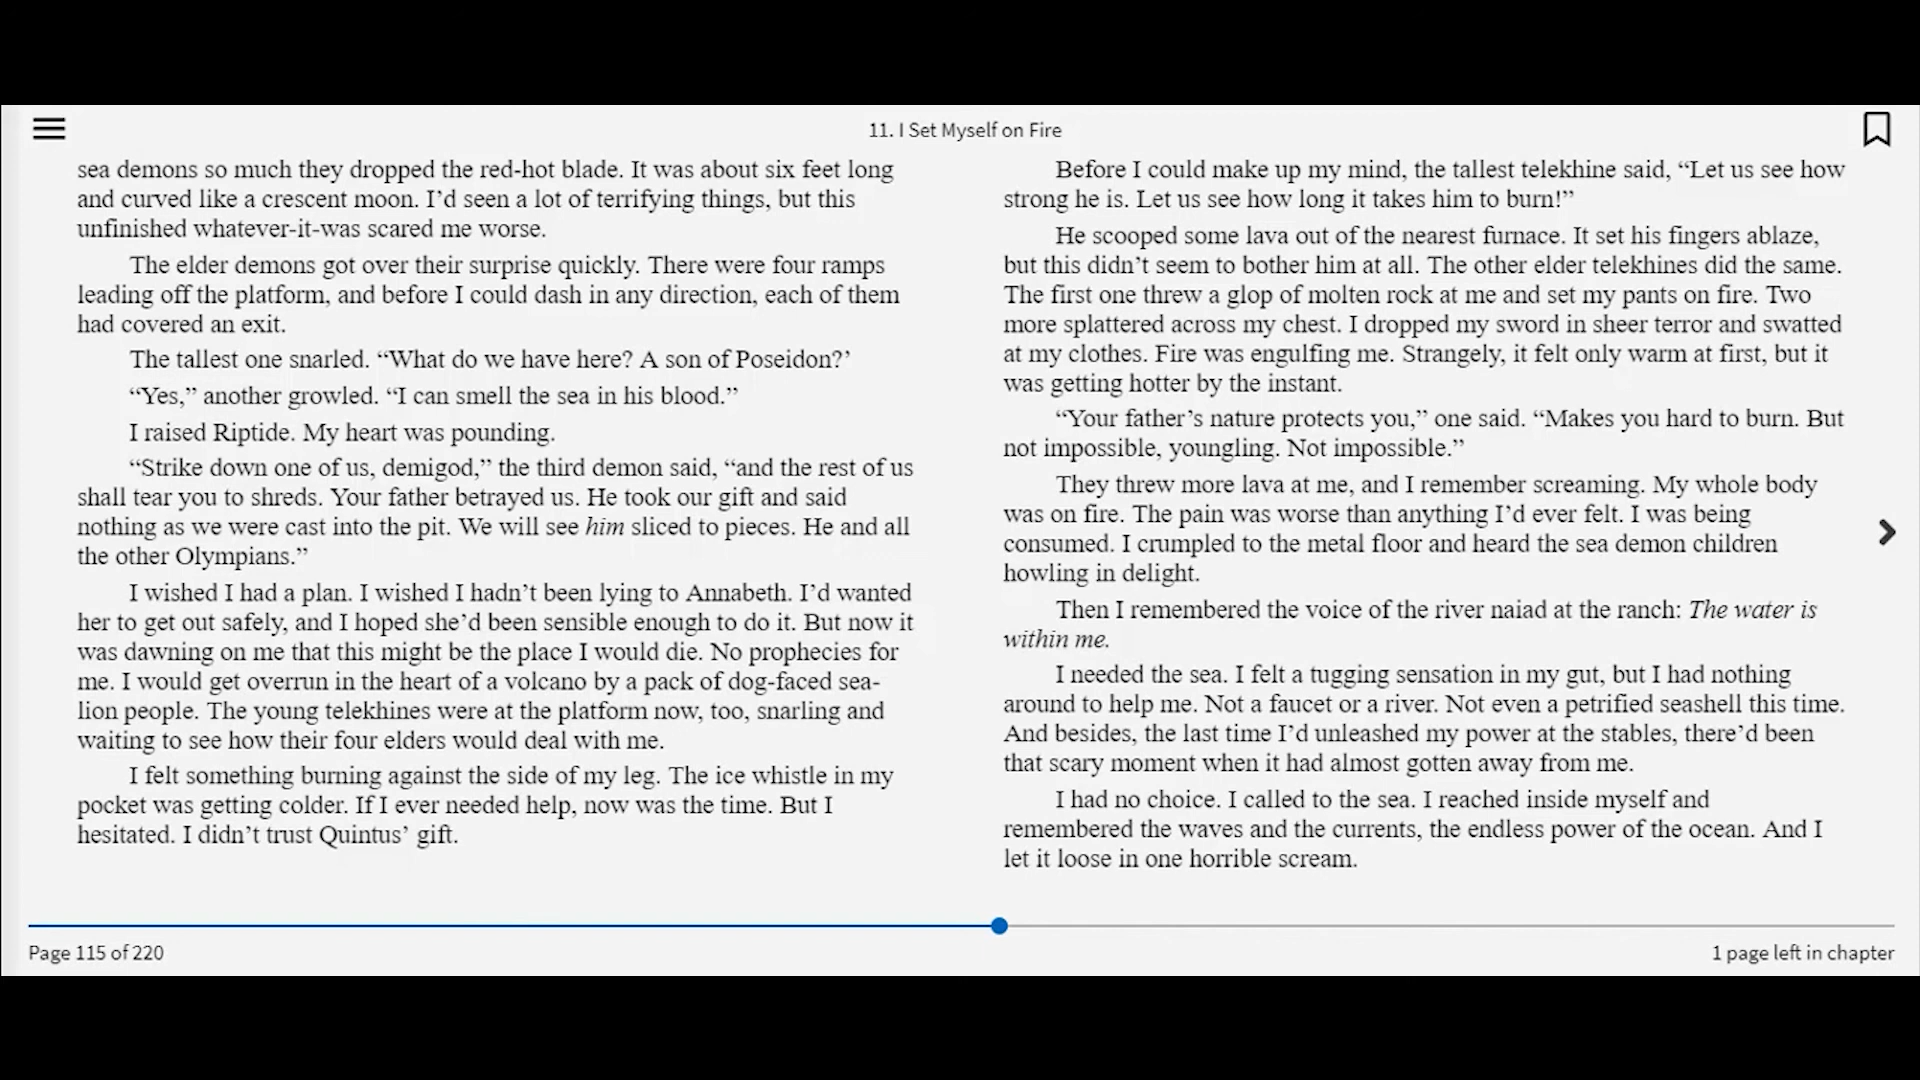 11. I Set Myself on Fire
sea demons so much they dropped the red-hot blade. It was about six feet long
and curved like a crescent moon. I’d seen a lot of terrifying things, but this
unfinished whatever-it-was scared me worse.
The elder demons got over their surprise quickly. There were four ramps
leading off the platform, and before I could dash in any direction, each of them
had covered an exit.
The tallest one snarled. “What do we have here? A son of Poseidon?’
“Yes,” another growled. “I can smell the sea in his blood.”
I raised Riptide. My heart was pounding.
“Strike down one of us, demigod,” the third demon said, “and the rest of us
shall tear you to shreds. Your father betrayed us. He took our gift and said
nothing as we were cast into the pit. We will see him sliced to pieces. He and all
the other Olympians.”
I wished I had a plan. I wished I hadn’t been lying to Annabeth. I’d wanted
her to get out safely, and I hoped she’d been sensible enough to do it. But now it
was dawning on me that this might be the place I would die. No prophecies for
me. I would get overrun in the heart of a volcano by a pack of dog-faced sea-
lion people. The young telekhines were at the platform now, too, snarling and
waiting to see how their four elders would deal with me.
I felt something burning against the side of my leg. The ice whistle in my
pocket was getting colder. If I ever needed help, now was the time. But I
hesitated. I didn’t trust Quintus’ gift.
Before I could make up my mind, the tallest telekhine said, “Let us see how
strong he is. Let us see how long it takes him to burn!”
He scooped some lava out of the nearest furnace. It set his fingers ablaze,
but this didn’t seem to bother him at all. The other elder telekhines did the same.
The first one threw a glop of molten rock at me and set my pants on fire. Two
more splattered across my chest. I dropped my sword in sheer terror and swatted
at my clothes. Fire was engulfing me. Strangely, it felt only warm at first, but it
was getting hotter by the instant.
“Your father’s nature protects you,” one said. “Makes you hard to burn. But
not impossible, youngling. Not impossible.”
They threw more lava at me, and I remember screaming. My whole body
was on fire. The pain was worse than anything I’d ever felt. I was being
consumed. I crumpled to the metal floor and heard the sea demon children
howling in delight.
Then I remembered the voice of the river naiad at the ranch: The water is
within me.
I needed the sea. I felt a tugging sensation in my gut, but I had nothing
around to help me. Not a faucet or a river. Not even a petrified seashell this time.
And besides, the last time I’d unleashed my power at the stables, there’d been
that scary moment when it had almost gotten away from me.
I had no choice. I called to the sea. I reached inside myself and
remembered the waves and the currents, the endless power of the ocean. And I
let it loose in one horrible scream.
Page 115 of 220
1 page left in chapter